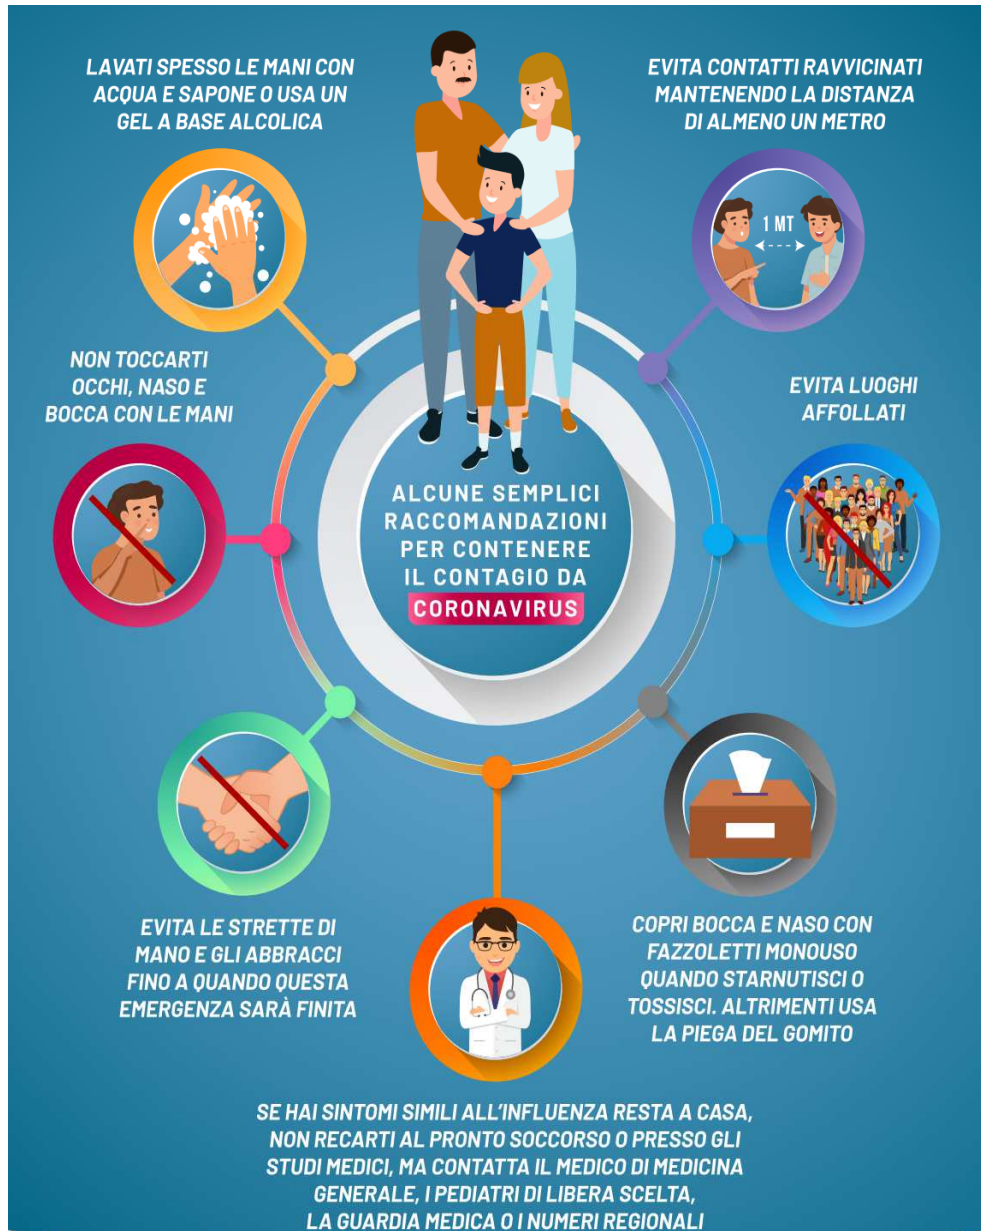 LAVATI SPESSO LE MANI CON
ACQUA E SAPONE O USA UN
GEL A BASE ALCOLICA
EVITA CONTATTI RAVVICINATI
MANTENENDO LA DISTANZA
DI ALMENO UN METRO
1 MT
NON TOCCARTI
OCCHI, NASO E
BOCCA CON LE MANI
EVITA LUOGHI
AFFOLLATI
ALCUNE SEMPLICI
RACCOMANDAZIONI
PER CONTENERE
IL CONTAGIO DA
CORONAVIRUS
EVITA LE STRETTE DI
MANO E GLI ABBRACCI
FINO A QUANDO QUESTA
EMERGENZA SARÀ FINITA
COPRI BOCCA E NASO CON
FAZZOLETTI MONOUSO
QUANDO STARNUTISCI O
TOSSISCI. ALTRIMENTI USA
LA PIEGA DEL GOMITO
SE HAI SINTOMI SIMILI ALL'INFLUENZA RESTA A CASA,
NON RECARTI AL PRONTO SOCCORSO O PRESSO GLI
STUDI MEDICI, MA CONTATTA IL MEDICO DI MEDICINA
GENERALE, I PEDIATRI DI LIBERA SCELTA,
LA GUARDIA MEDICA O I NUMERI REGIONALI